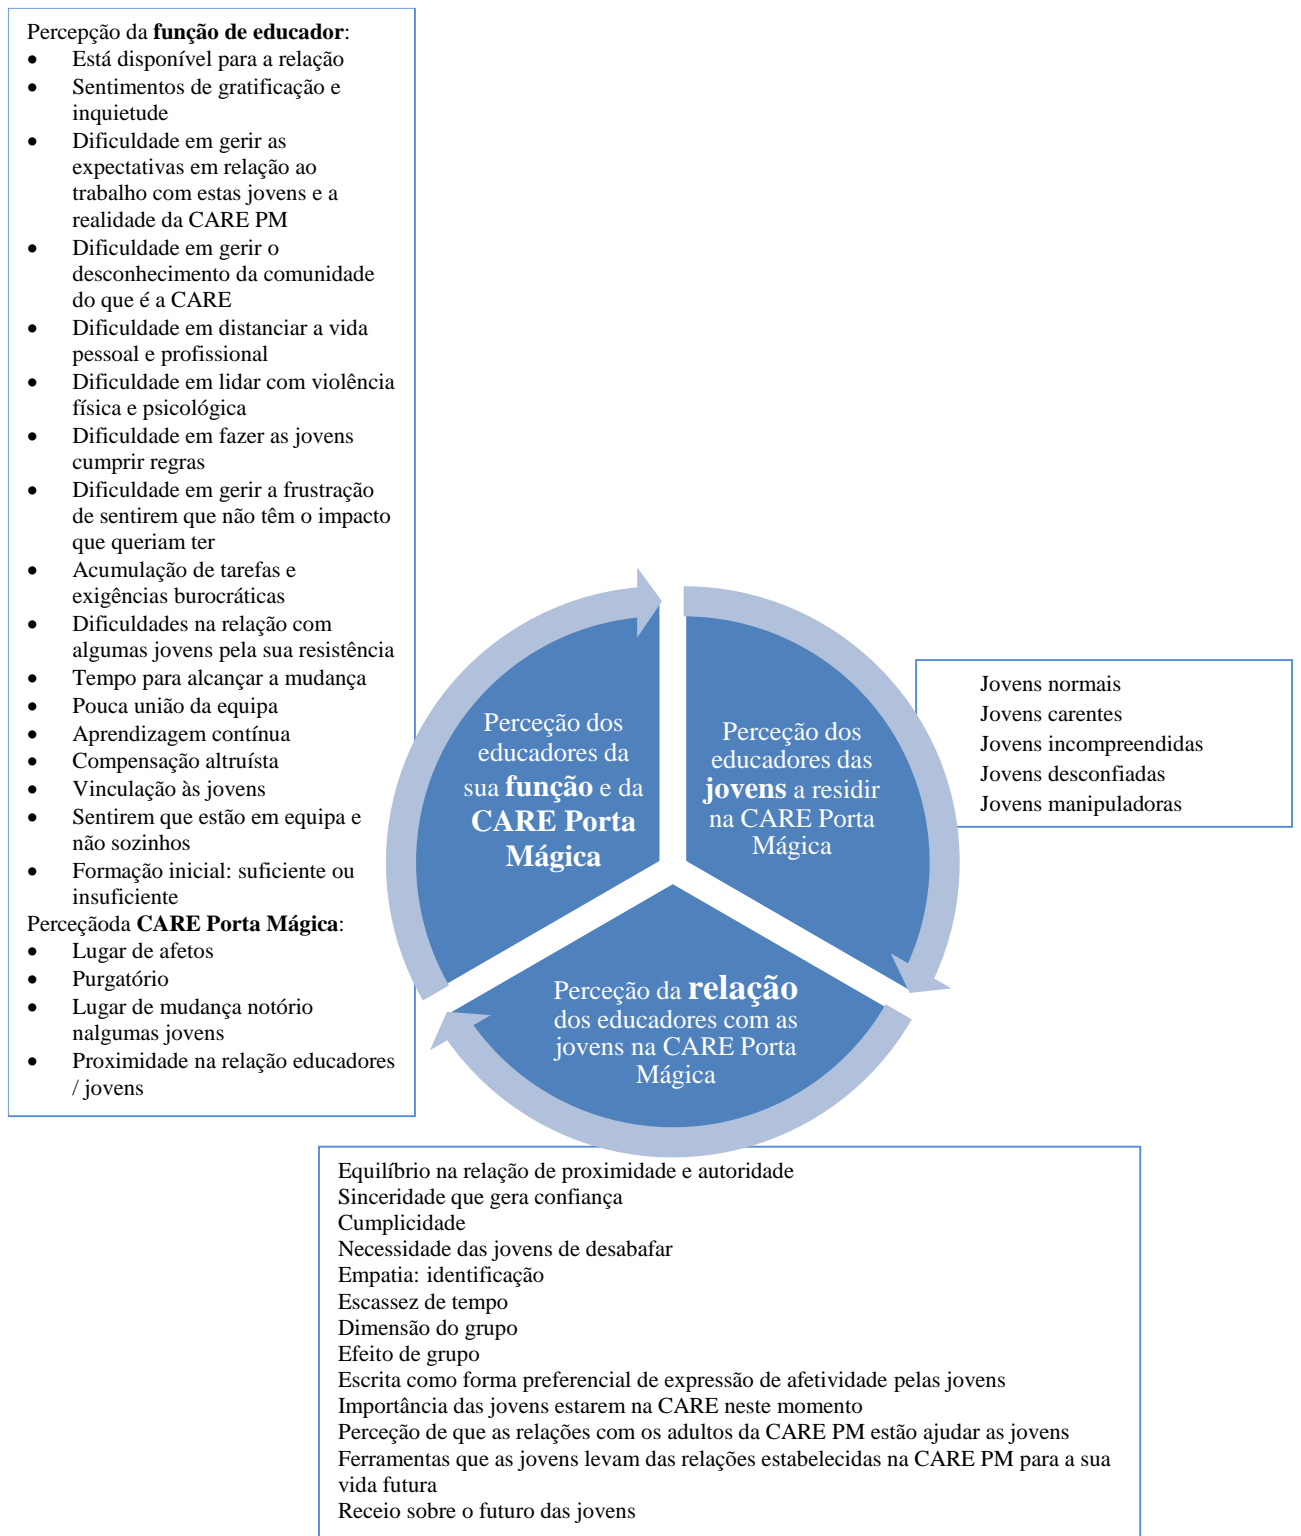 Percepção da função de educador:
• Está disponível para a relação
• Sentimentos de gratificação e
inquietude
• Dificuldade em gerir as
expectativas em relação ao
trabalho com estas jovens e a
realidade da CARE PM
• Dificuldade em gerir o
desconhecimento da comunidade
do que é a CARE
• Dificuldade em distanciar a vida
pessoal e profissional
• Dificuldade em lidar com violência
física e psicológica
• Dificuldade em fazer as jovens
cumprir regras
• Dificuldade em gerir a frustração
de sentirem que não têm o impacto
que queriam ter
• Acumulação de tarefas e
exigências burocráticas
• Dificuldades na relação com
algumas jovens pela sua resistência
• Tempo para alcançar a mudança
• Pouca união da equipa
• Aprendizagem contínua
• Compensação altruísta
• Vinculação às jovens
• Sentirem que estão em equipa e
não sozinhos
• Formação inicial: suficiente ou
insuficiente
Perceçãoda CARE Porta Mágica:
• Lugar de afetos
• Purgatório
• Lugar de mudança notório
nalgumas jovens
• Proximidade na relação educadores
/ jovens
Perceção dos
educadores da
sua função e da
CARE Porta
Mágica
Perceção dos
educadores das
jovens a residir
na CARE Porta
Mágica
Jovens normais
Jovens carentes
Jovens incompreendidas
Jovens desconfiadas
Jovens manipuladoras
Perceção da relação
dos educadores com as
jovens na CARE Porta
Mágica
Equilíbrio na relação de proximidade e autoridade
Sinceridade que gera confiança
Cumplicidade
Necessidade das jovens de desabafar
Empatia: identificação
Escassez de tempo
Dimensão do grupo
Efeito de grupo
Escrita como forma preferencial de expressão de afetividade pelas jovens
Importância das jovens estarem na CARE neste momento
Perceção de que as relações com os adultos da CARE PM estão ajudar as jovens
Ferramentas que as jovens levam das relações estabelecidas na CARE PM para a sua
vida futura
Receio sobre o futuro das jovens